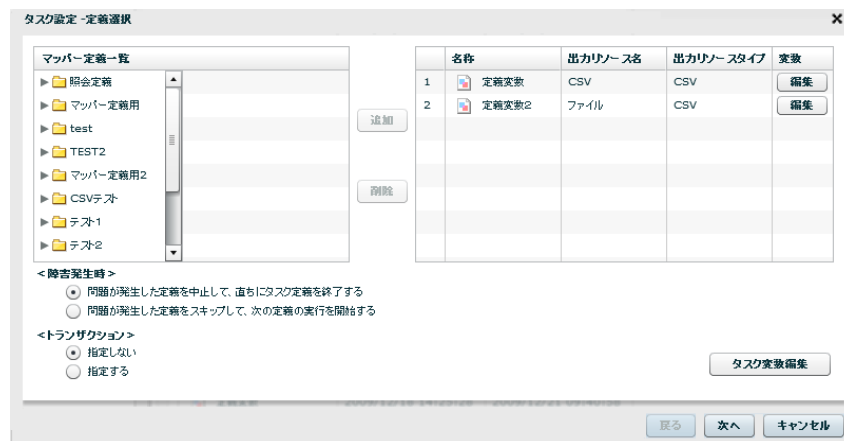 タスク設定 -定義選択
マッパー定義一覧
照会定義
マッパー定義用
test
TEST2
マッパー定義用2
CSVテスト
テスト1
テスト2
追加
削除
名称 出力リソース名 出力リソースタイプ 変数
1 定義変数 CSV CSV 編集
2 定義変数2 ファイル CSV 編集
<障害発生時>
問題が発生した定義を中止して、直ちにタスク定義を終了する
問題が発生した定義をスキップして、次の定義の実行を開始する
<トランザクション>
指定しない
指定する
タスク変数編集
戻る 次へ キャンセル